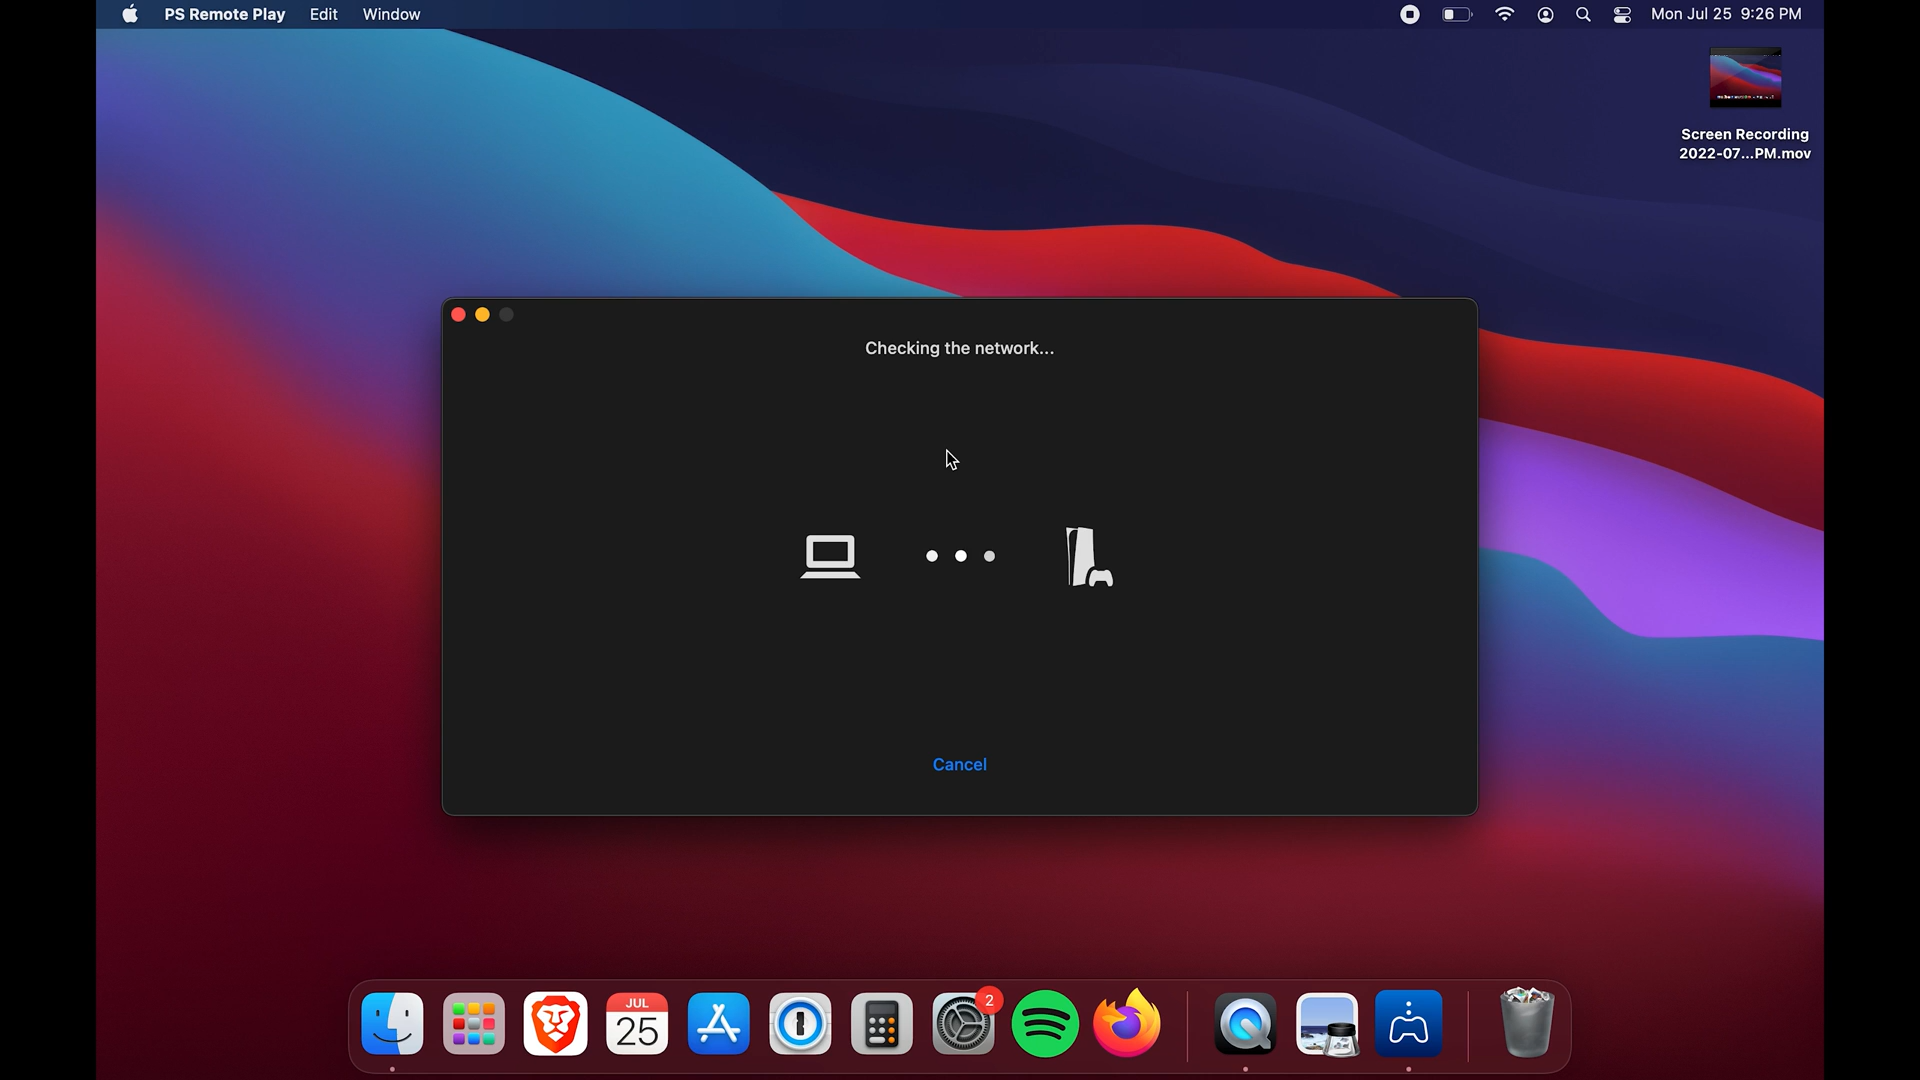 PS Remote Play Edit Window Mon Jul 25 9:26 PM
Screen Recording
2022-07...PM.mov
Checking the network...
Cancel
JUL
25
2